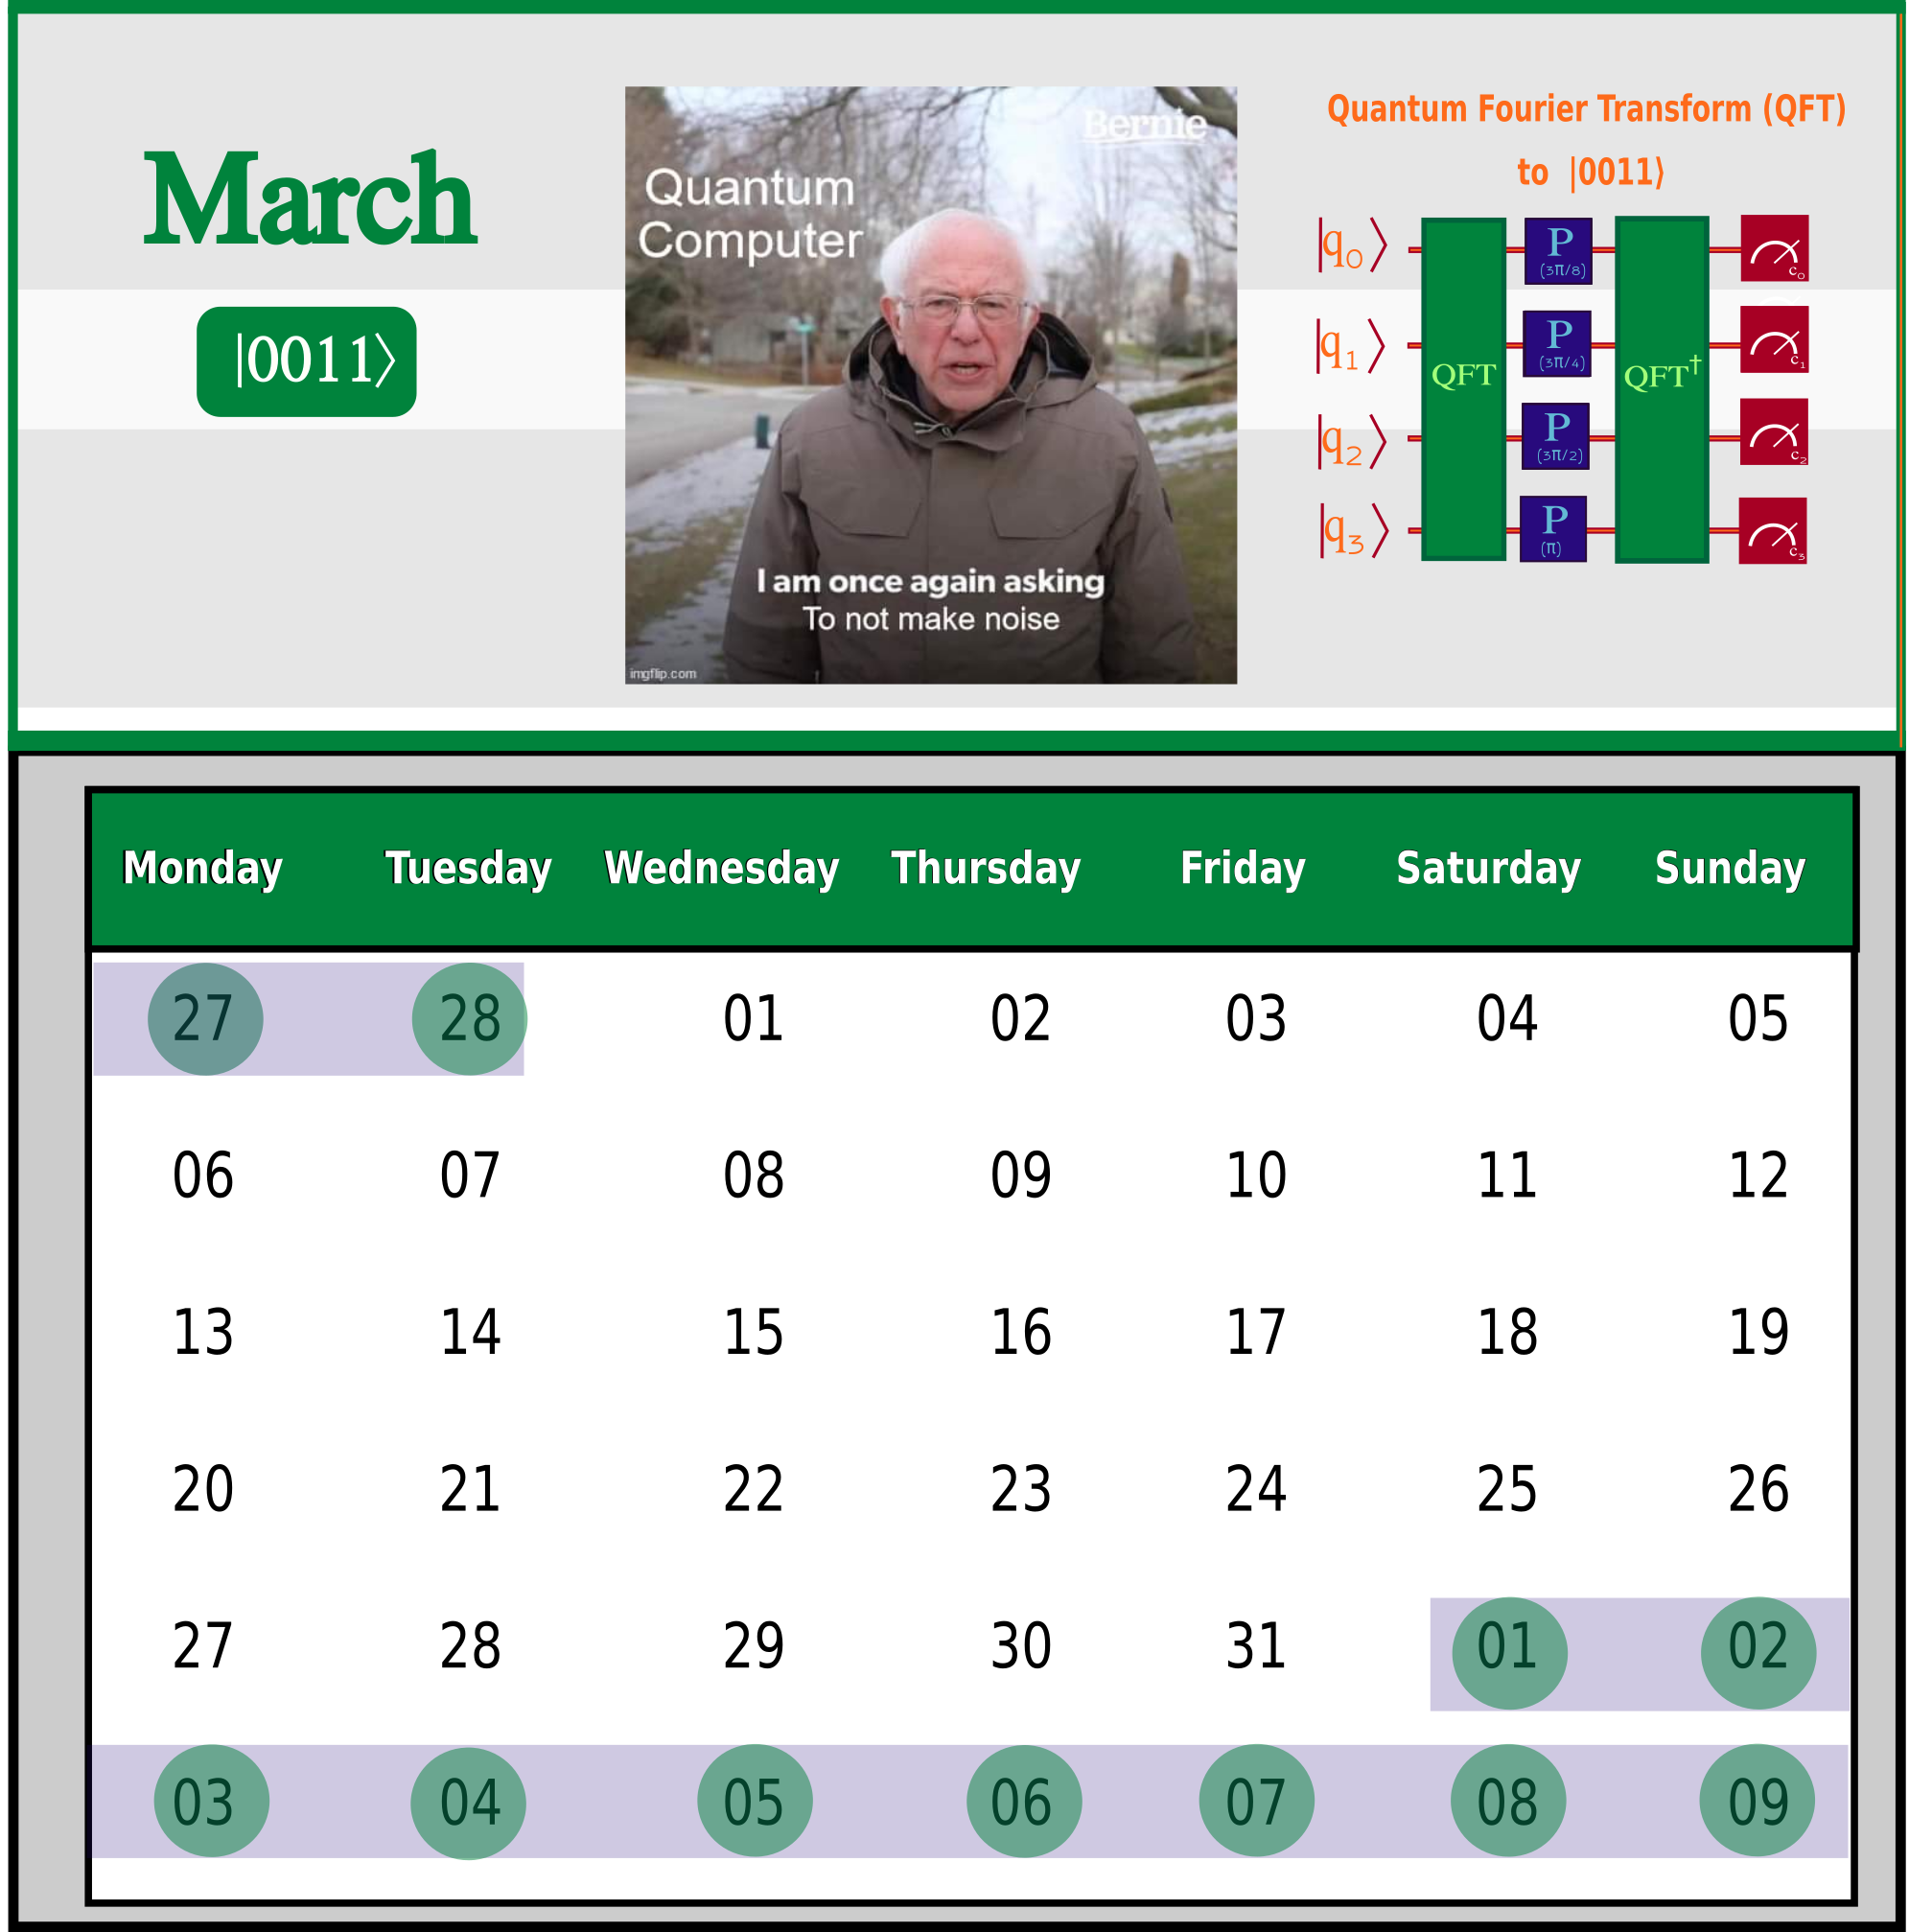 March
|0011⟩
Bernie
Quantum
Computer
I am once again asking
To not make noise
imgflip.com
Quantum Fourier Transform (QFT)
to |0011⟩
|q₀⟩ QFT P (3π/8) QFT† c₀
|q₁⟩ P (3π/4) c₁
|q₂⟩ P (3π/2) c₂
|q₃⟩ P (π) c₃
Monday Tuesday Wednesday Thursday Friday Saturday Sunday
27 28 01 02 03 04 05
06 07 08 09 10 11 12
13 14 15 16 17 18 19
20 21 22 23 24 25 26
27 28 29 30 31 01 02
03 04 05 06 07 08 09